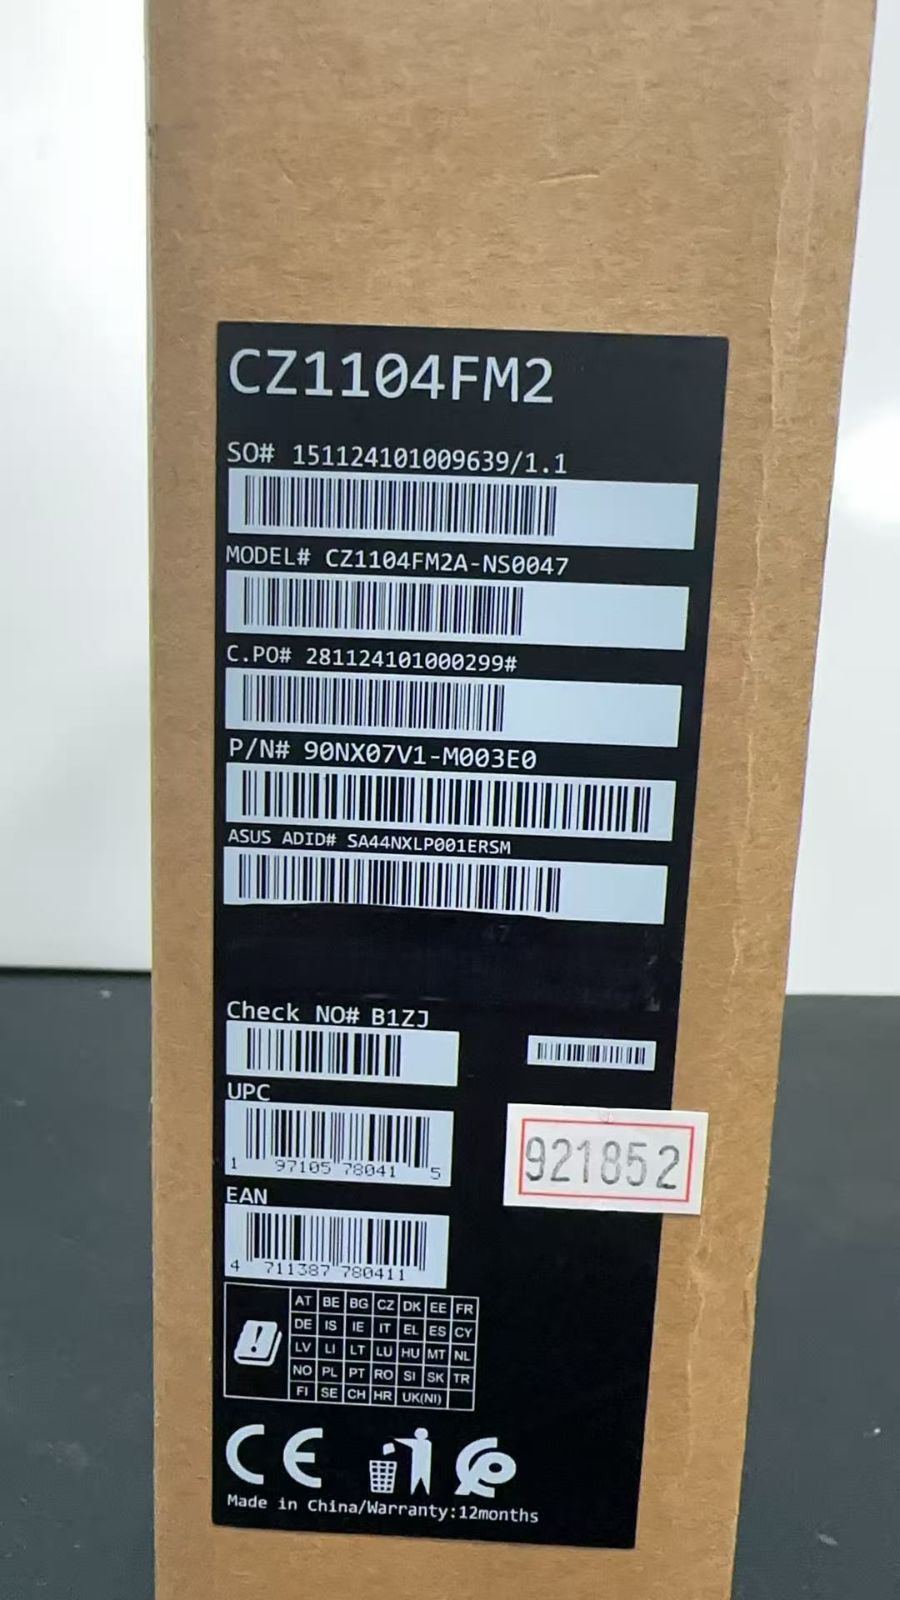 CZ1104FM2
SO# 151124101009639/1.1
MODEL# CZ1104FM2A-NS0047
C.PO# 281124101000299#
P/N# 90NX07V1-M003E0
ASUS ADID# SA44NXLP001ERSM
Check NO# B1ZJ
UPC
1 97105 78041 5
921852
EAN
4 711387 780411
AT BE BG CZ DK EE FR
DE IS IE IT EL ES CY
LV LI LT LU HU MT NL
NO PL PT RO SI SK TR
FI SE CH HR UK(NI)
CE
Made in China/Warranty:12months